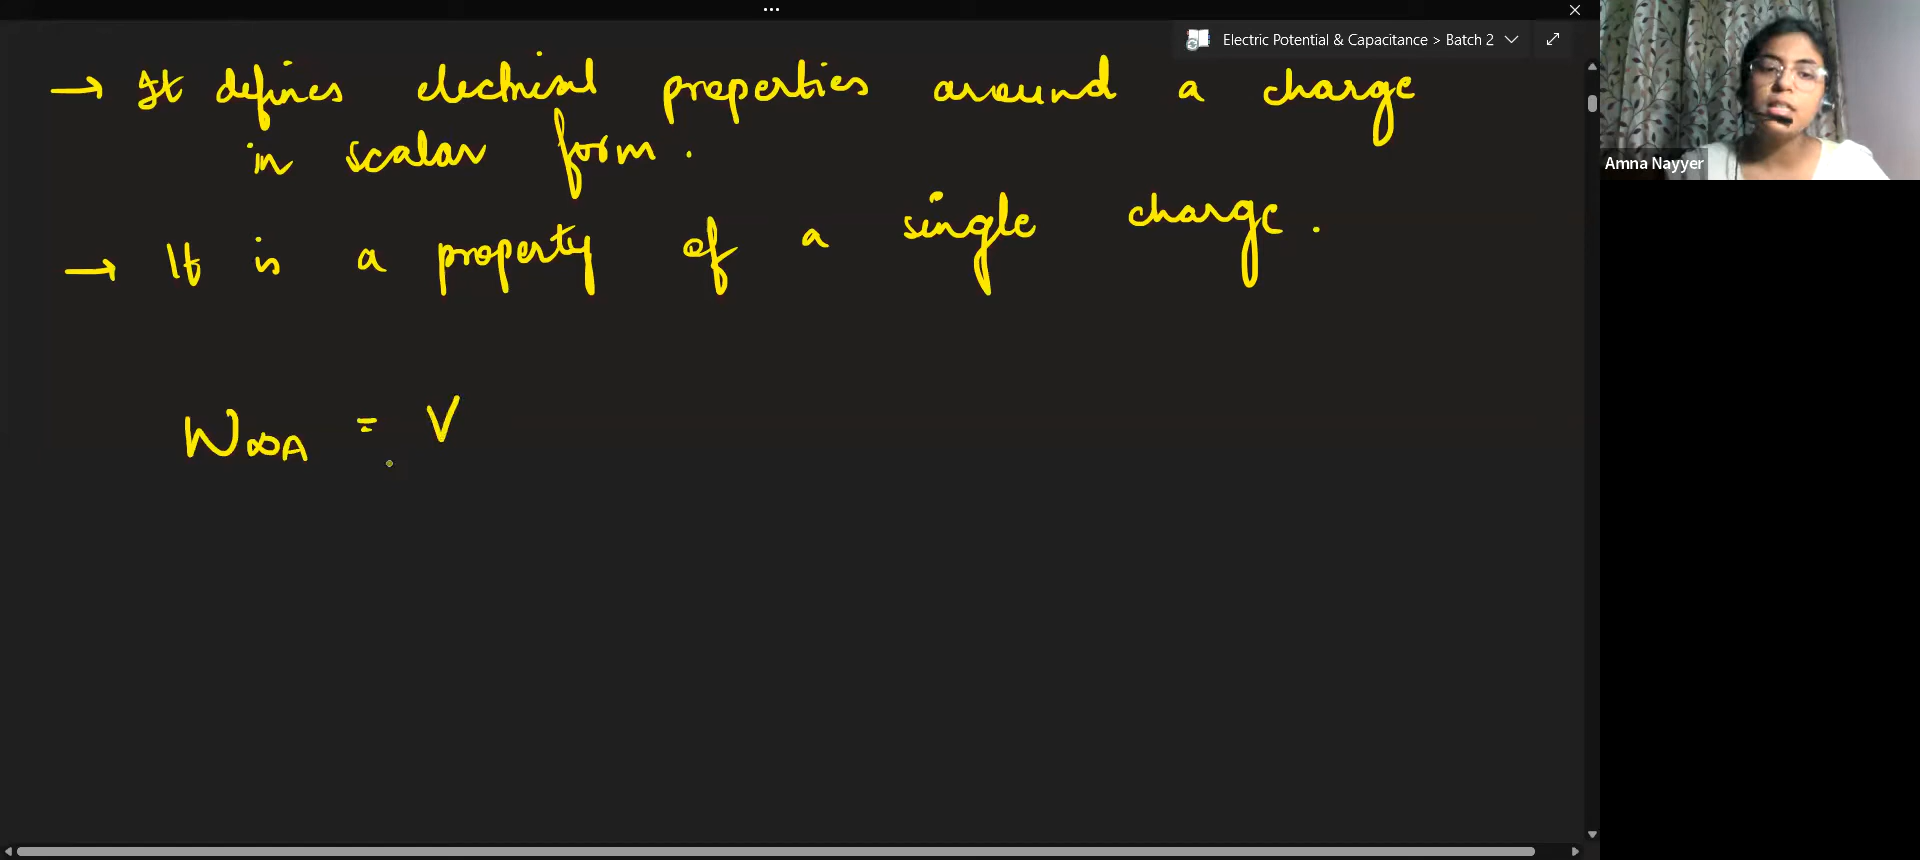 Electric Potential & Capacitance > Batch 2
→ It defines electrical properties around a charge
in scalar form.
→ It is a property of a single charge.
W∞A = V
Amna Nayyer